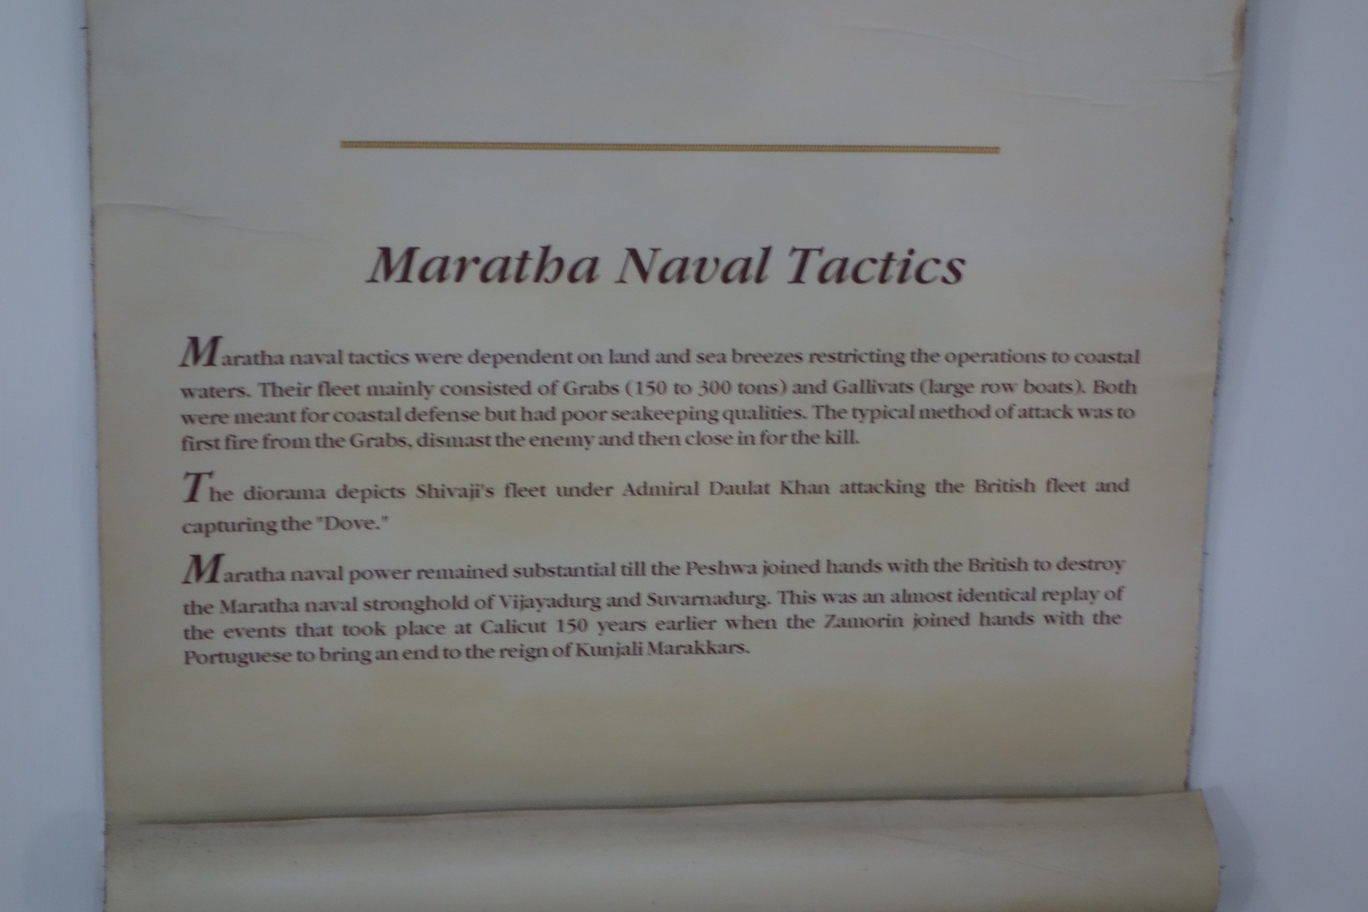 Maratha Naval Tactics
Maratha naval tactics were dependent on land and sea breezes restricting the operations to coastal
waters. Their fleet mainly consisted of Grabs (150 to 300 tons) and Gallivats (large row boats). Both
were meant for coastal defense but had poor seakeeping qualities. The typical method of attack was to
first fire from the Grabs, dismast the enemy and then close in for the kill.
The diorama depicts Shivaji's fleet under Admiral Daulat Khan attacking the British fleet and
capturing the "Dove."
Maratha naval power remained substantial till the Peshwa joined hands with the British to destroy
the Maratha naval stronghold of Vijayadurg and Suvarnadurg. This was an almost identical replay of
the events that took place at Calicut 150 years earlier when the Zamorin joined hands with the
Portuguese to bring an end to the reign of Kunjali Marakkars.